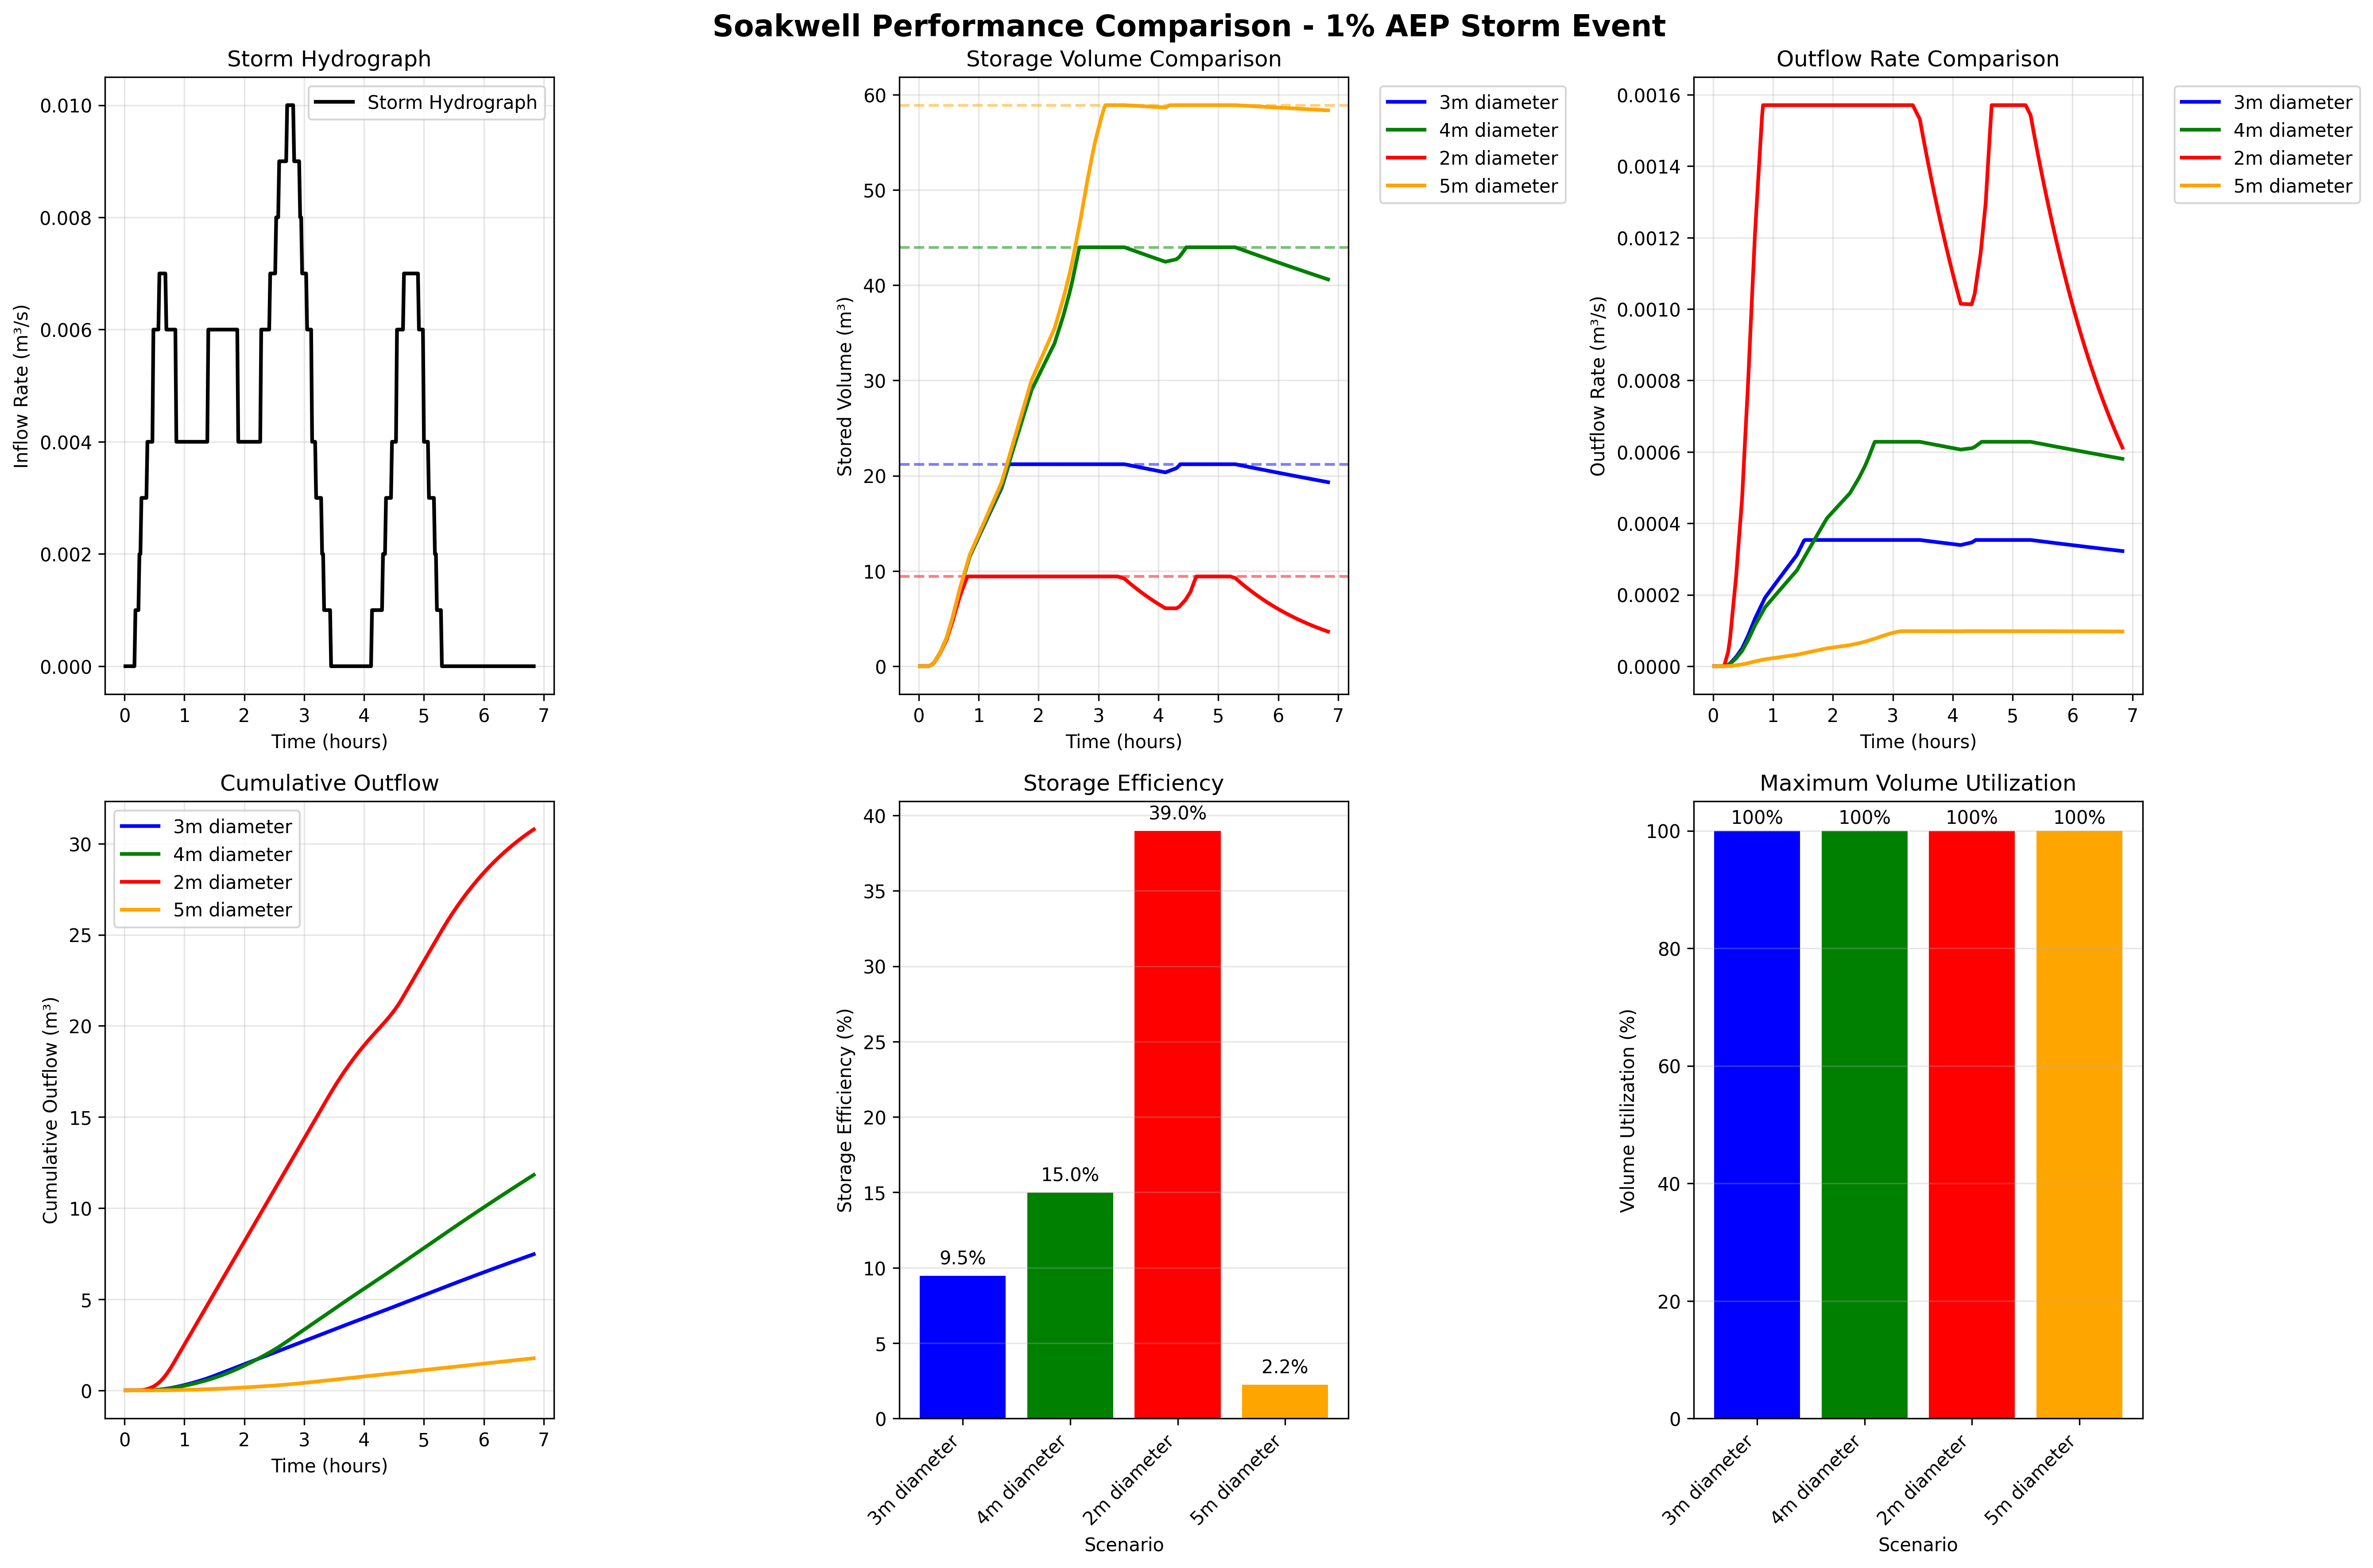 Soakwell Performance Comparison - 1% AEP Storm Event
Storm Hydrograph
Storm Hydrograph
Inflow Rate (m³/s)
0.010
0.008
0.006
0.004
0.002
0.000
0 1 2 3 4 5 6 7
Time (hours)
Storage Volume Comparison
Stored Volume (m³)
60
50
40
30
20
10
0
0 1 2 3 4 5 6 7
Time (hours)
3m diameter
4m diameter
2m diameter
5m diameter
Outflow Rate Comparison
Outflow Rate (m³/s)
0.0016
0.0014
0.0012
0.0010
0.0008
0.0006
0.0004
0.0002
0.0000
0 1 2 3 4 5 6 7
Time (hours)
3m diameter
4m diameter
2m diameter
5m diameter
Cumulative Outflow
3m diameter
4m diameter
2m diameter
5m diameter
Cumulative Outflow (m³)
30
25
20
15
10
5
0
0 1 2 3 4 5 6 7
Time (hours)
Storage Efficiency
Storage Efficiency (%)
40
35
30
25
20
15
10
5
0
9.5%
15.0%
39.0%
2.2%
3m diameter
4m diameter
2m diameter
5m diameter
Scenario
Maximum Volume Utilization
Volume Utilization (%)
100
80
60
40
20
0
100%
100%
100%
100%
3m diameter
4m diameter
2m diameter
5m diameter
Scenario